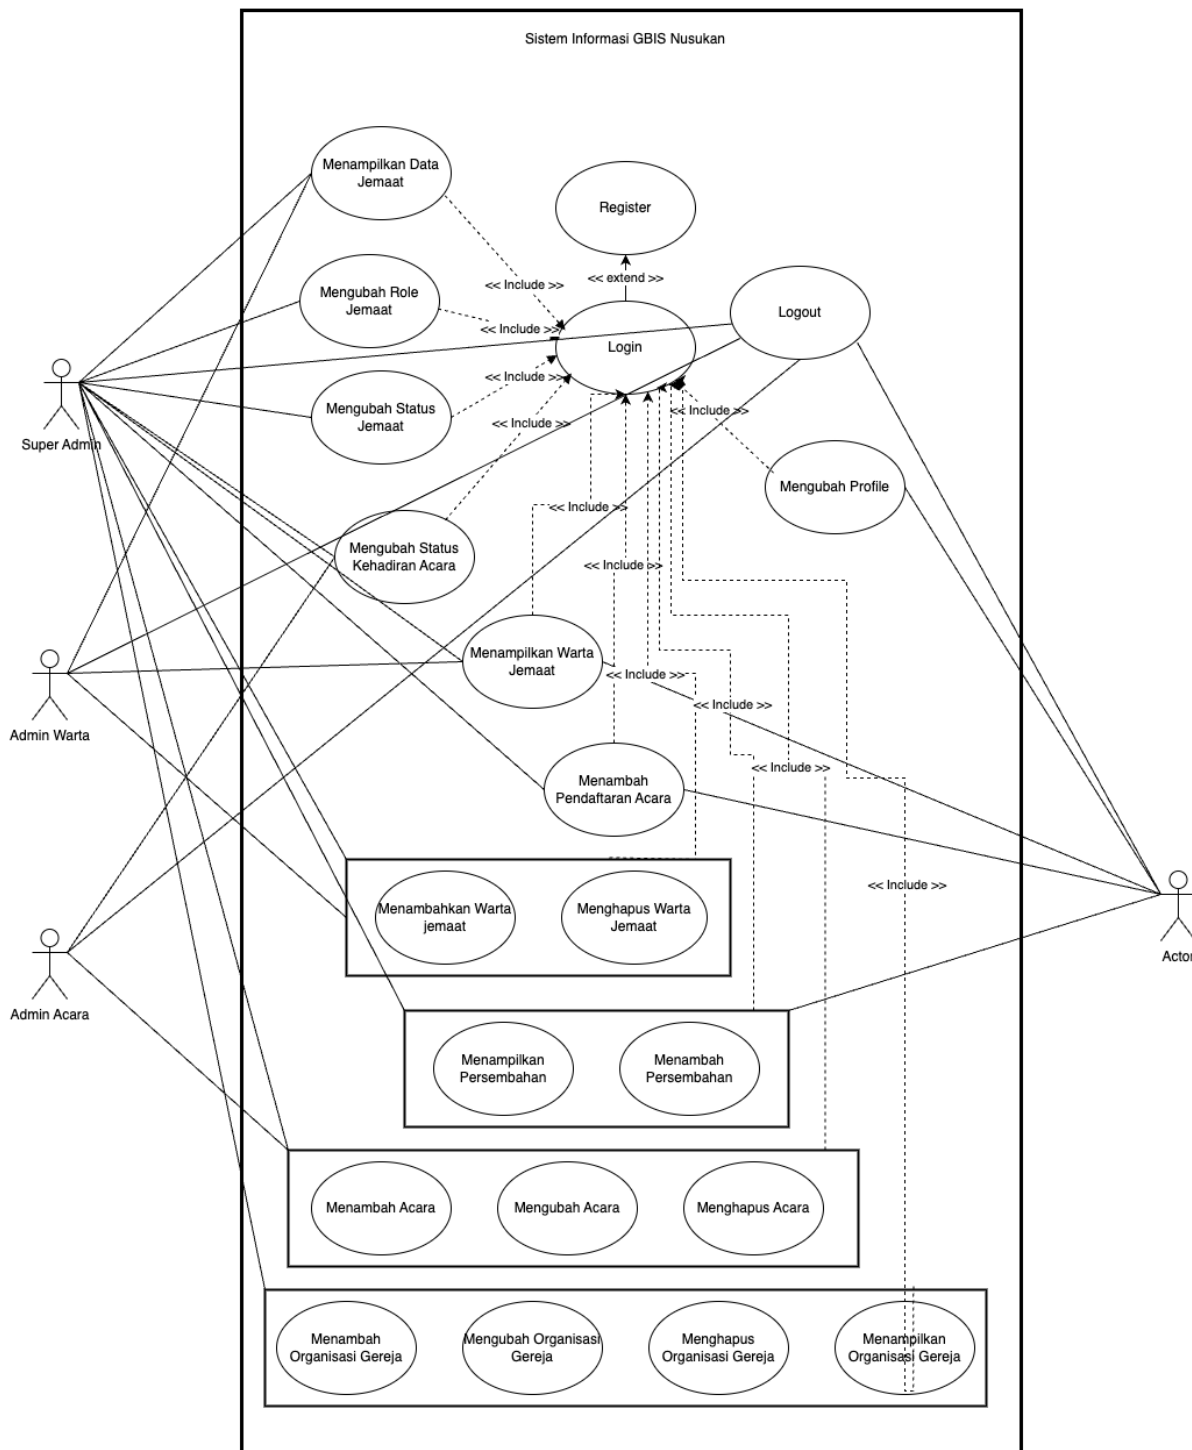 Sistem Informasi GBIS Nusukan
Menampilkan Data
Jemaat
Register
<< Include >>
<< extend >>
Mengubah Role
Jemaat
Logout
<< Include >>
Login
Super Admin
Mengubah Status
Jemaat
<< Include >>
<< Include >>
<< Include >>
Mengubah Profile
<< Include >>
Mengubah Status
Kehadiran Acara
<< Include >>
Menampilkan Warta
Jemaat
<< Include >>
<< Include >>
Admin Warta
Menambah
Pendaftaran Acara
<< Include >>
<< Include >>
Menambahkan Warta
jemaat
Menghapus Warta
Jemaat
Actor
Admin Acara
Menampilkan
Persembahan
Menambah
Persembahan
Menambah Acara
Mengubah Acara
Menghapus Acara
Menambah
Organisasi Gereja
Mengubah Organisasi
Gereja
Menghapus
Organisasi Gereja
Menampilkan
Organisasi Gereja